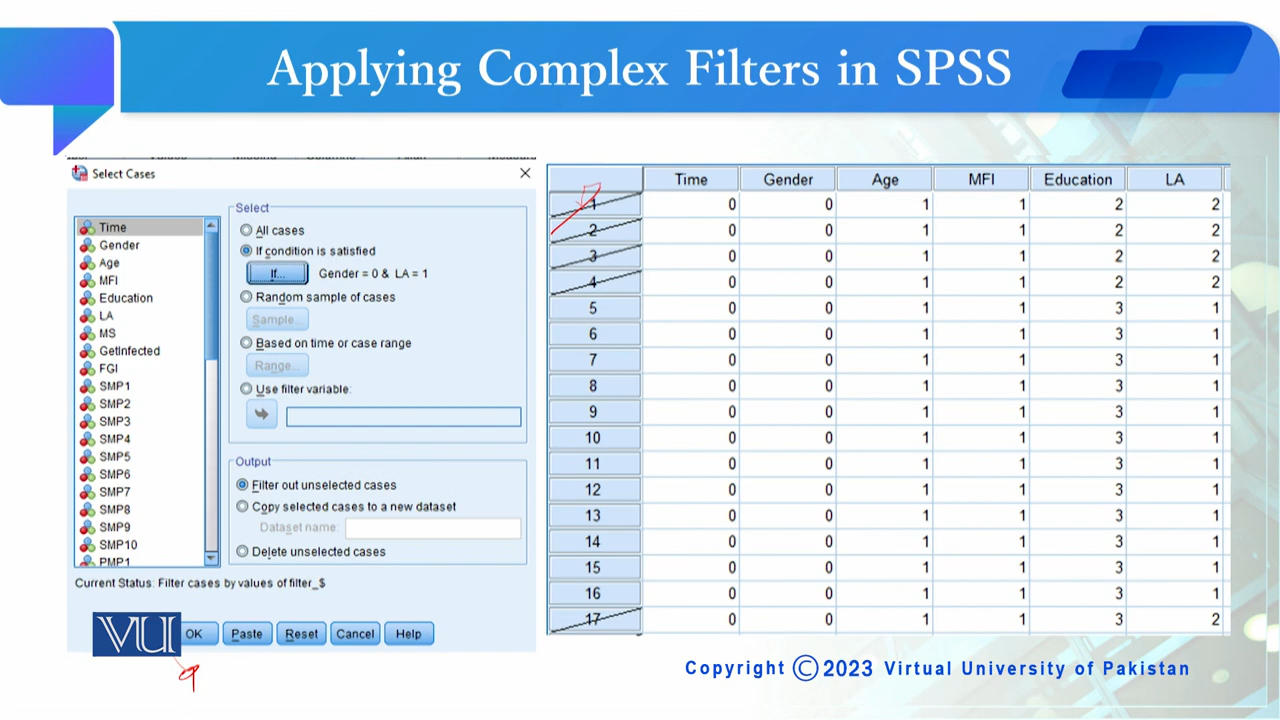 Applying Complex Filters in SPSS
Select Cases
Time
Gender
Age
MFI
Education
LA
MS
GetInfected
FGI
SMP1
SMP2
SMP3
SMP4
SMP5
SMP6
SMP7
SMP8
SMP9
SMP10
PMP1
Select
All cases
If condition is satisfied
If... Gender = 0 & LA = 1
Random sample of cases
Sample...
Based on time or case range
Range...
Use filter variable:
Output
Filter out unselected cases
Copy selected cases to a new dataset
Dataset name:
Delete unselected cases
Current Status: Filter cases by values of filter_$
VU OK Paste Reset Cancel Help
Time Gender Age MFI Education LA
1 0 0 1 1 2 2
2 0 0 1 1 2 2
3 0 0 1 1 2 2
4 0 0 1 1 2 2
5 0 0 1 1 3 1
6 0 0 1 1 3 1
7 0 0 1 1 3 1
8 0 0 1 1 3 1
9 0 0 1 1 3 1
10 0 0 1 1 3 1
11 0 0 1 1 3 1
12 0 0 1 1 3 1
13 0 0 1 1 3 1
14 0 0 1 1 3 1
15 0 0 1 1 3 1
16 0 0 1 1 3 1
17 0 0 1 1 3 2
Copyright ©2023 Virtual University of Pakistan